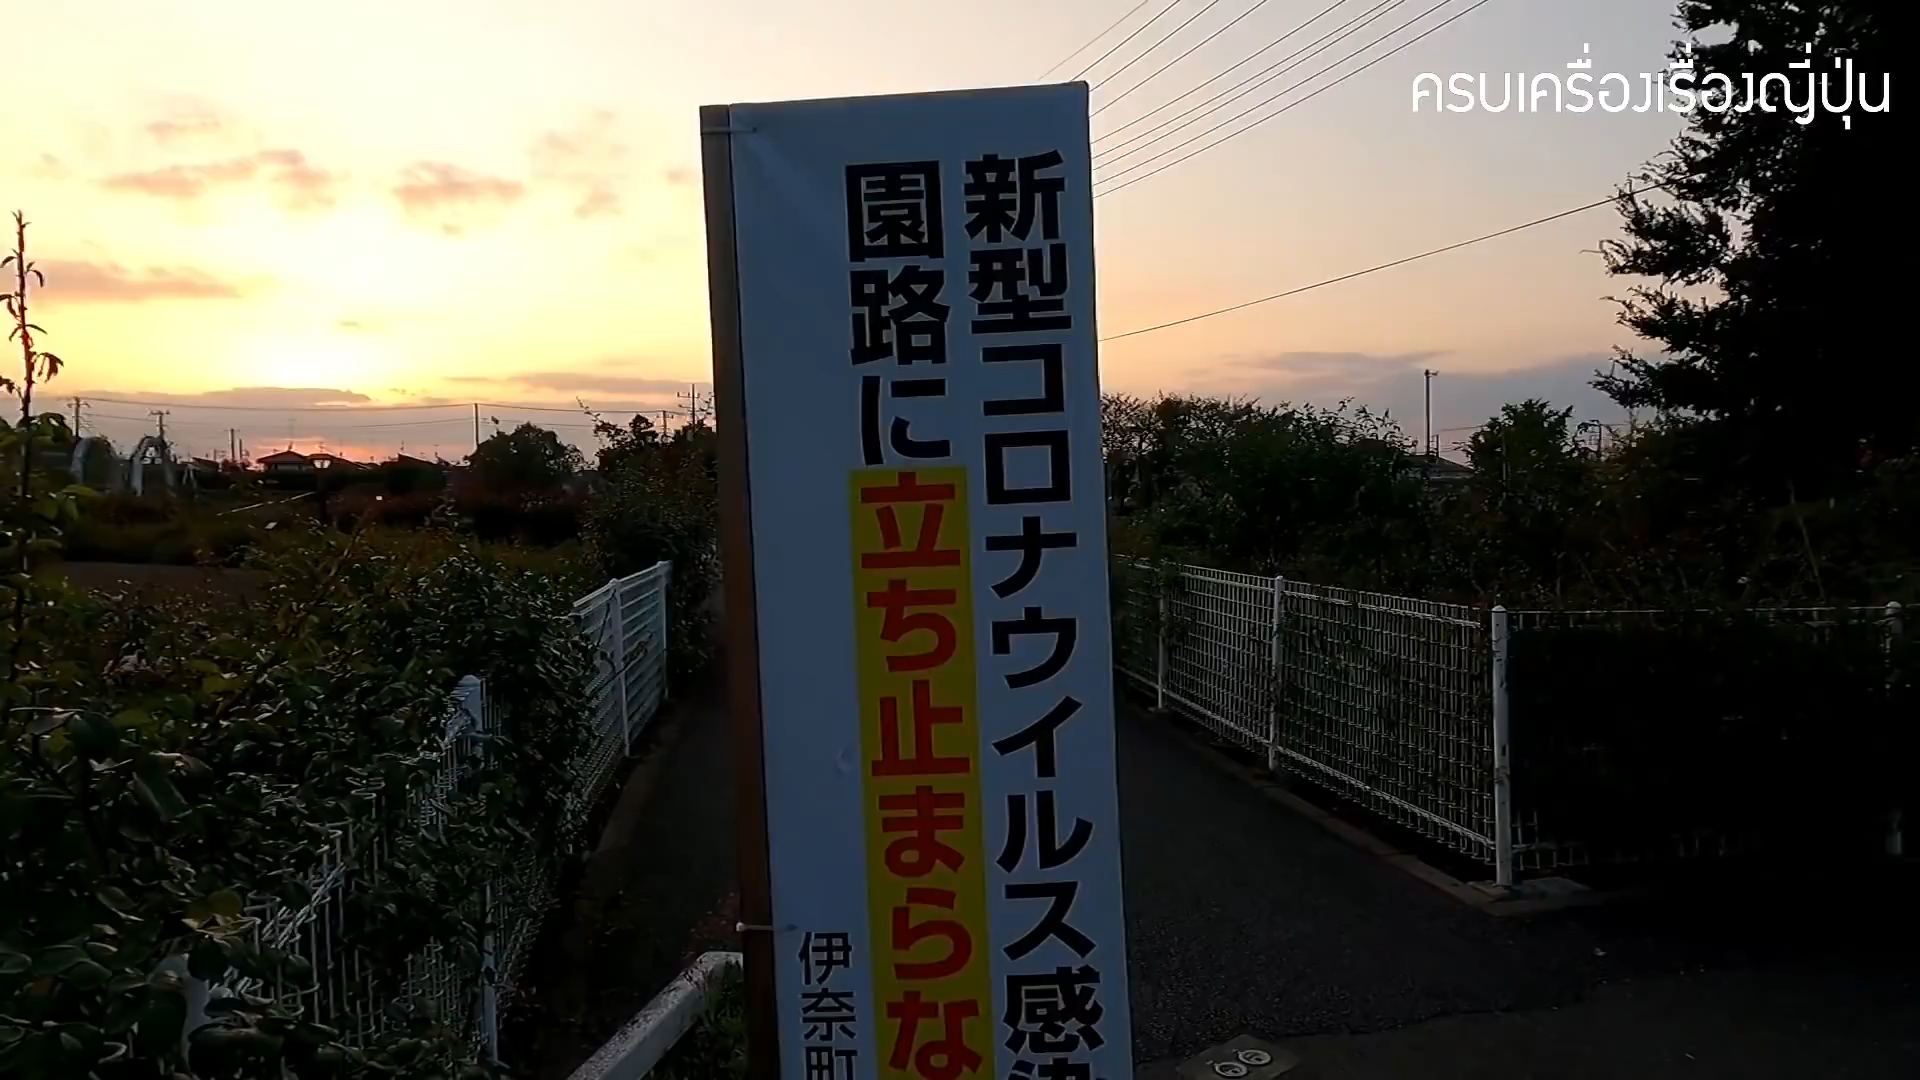 ครบเครื่องเรื่องญี่ปุ่น
新型コロナウイルス感染
園路に立ち止まらな
伊奈町